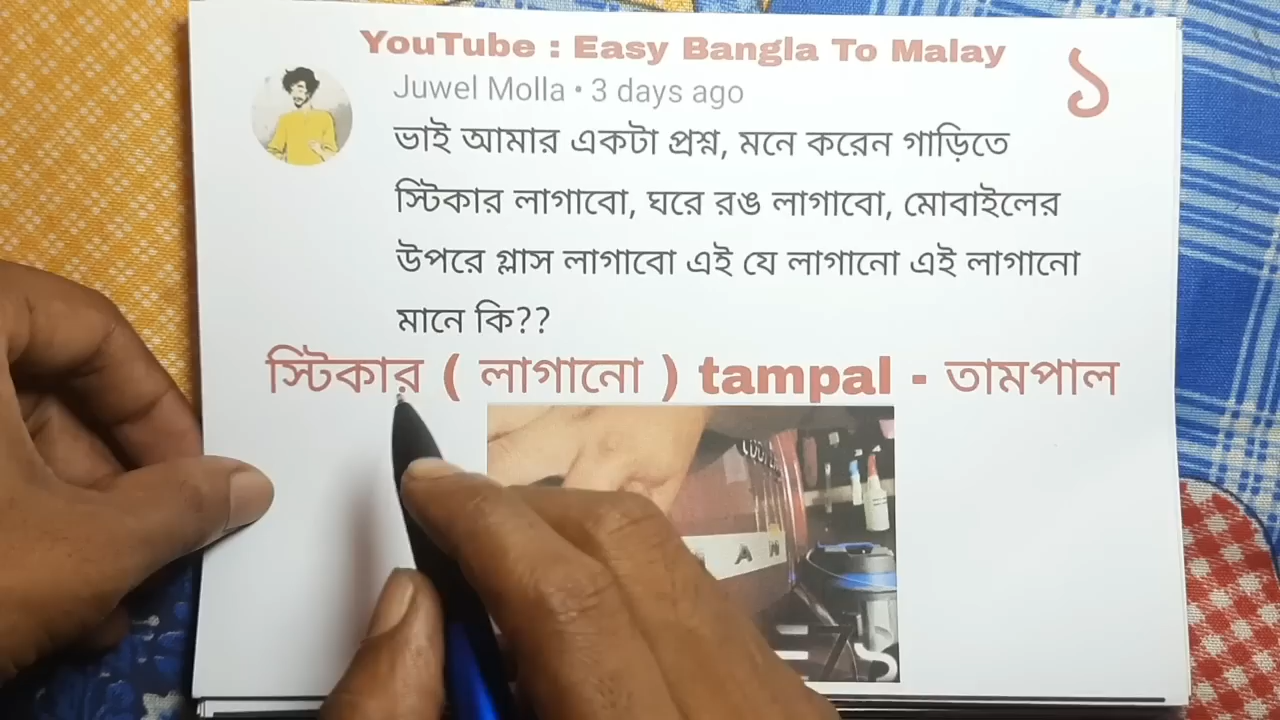 YouTube : Easy Bangla To Malay
১
Juwel Molla • 3 days ago
ভাই আমার একটা প্রশ্ন, মনে করেন গাড়িতে
স্টিকার লাগাবো, ঘরে রঙ লাগাবো, মোবাইলের
উপরে গ্লাস লাগাবো এই যে লাগানো এই লাগানো
মানে কি??
স্টিকার ( লাগানো ) tampal - তামপাল